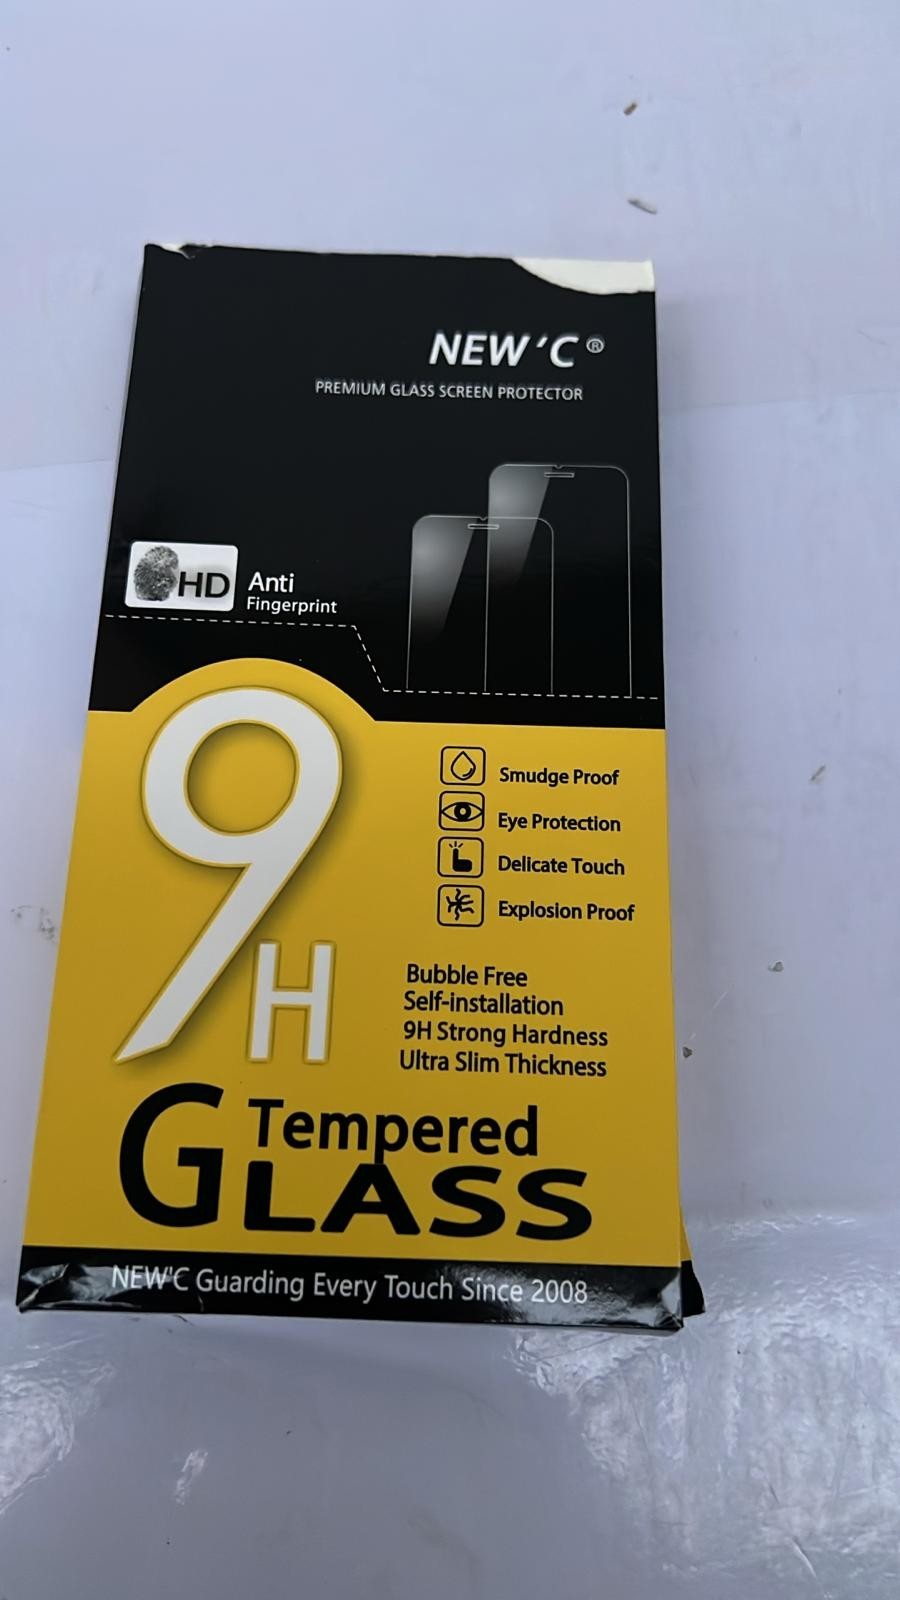 NEW'C®
PREMIUM GLASS SCREEN PROTECTOR
HD
Anti
Fingerprint
9H
Smudge Proof
Eye Protection
Delicate Touch
Explosion Proof
Bubble Free
Self-installation
9H Strong Hardness
Ultra Slim Thickness
Tempered
GLASS
NEW'C Guarding Every Touch Since 2008